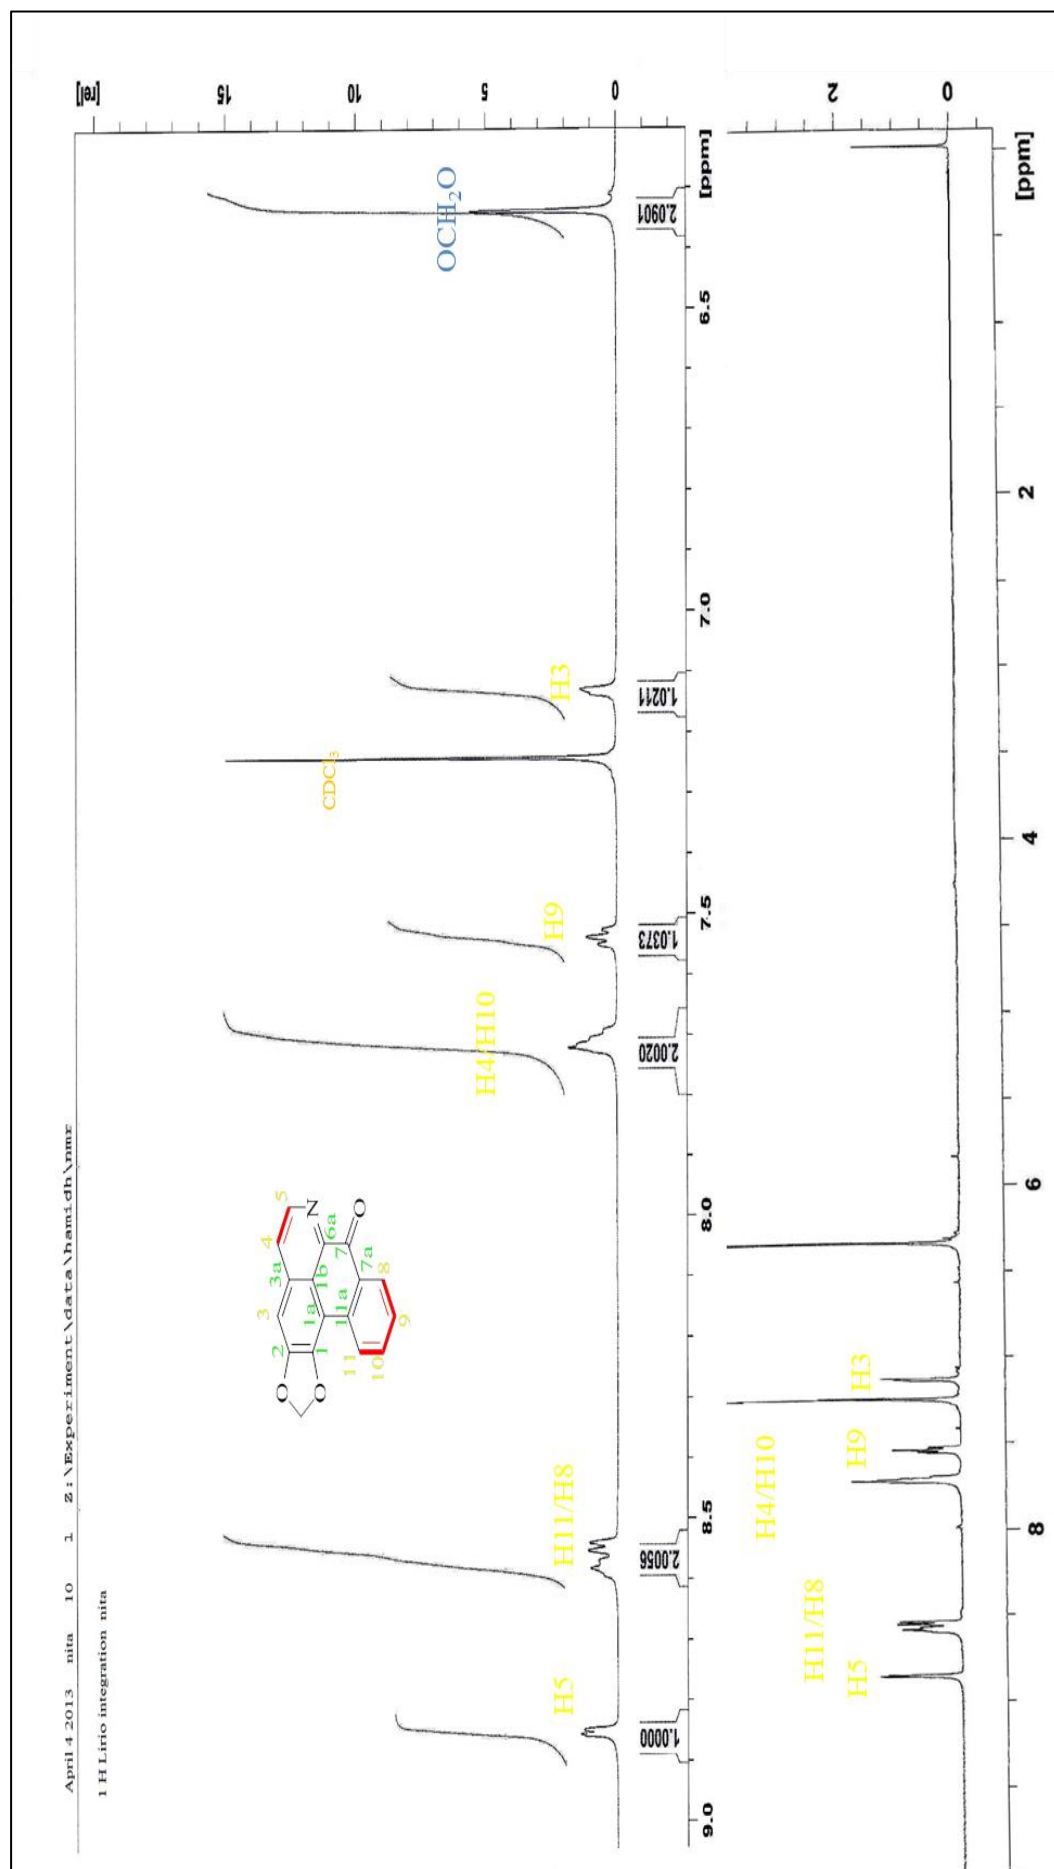 April 4 2013 nita 10 1 Z:\Experiment\data\hamidh\nmr
1 H Lirio integration nita
[rel]
15
10
5
0
H5
H11/H8
H4/H10
H9
CDCl3
H3
OCH2O
O
O
N
O
1
2
3
3a
4
5
6a
7
7a
8
9
10
11
11a
1a
1b
1.0000
2.0056
2.0020
1.0373
1.0211
2.0901
9.0
8.5
8.0
7.5
7.0
6.5
[ppm]
2
0
H5
H11/H8
H4/H10
H9
H3
8
6
4
2
[ppm]